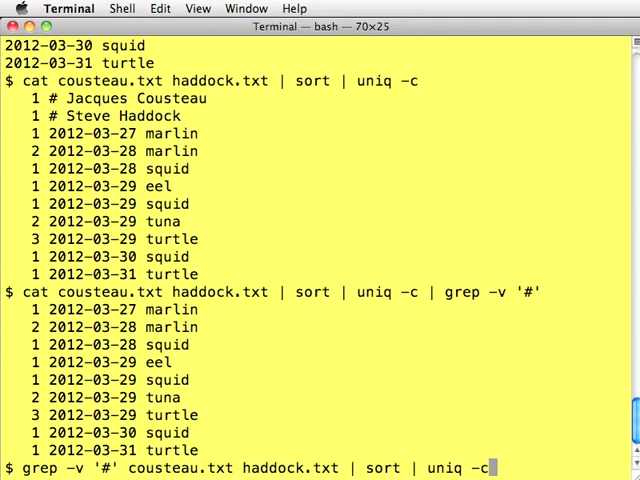 Terminal Shell Edit View Window Help
Terminal — bash — 70×25
2012-03-30 squid
2012-03-31 turtle
$ cat cousteau.txt haddock.txt | sort | uniq -c
1 # Jacques Cousteau
1 # Steve Haddock
1 2012-03-27 marlin
2 2012-03-28 marlin
1 2012-03-28 squid
1 2012-03-29 eel
1 2012-03-29 squid
2 2012-03-29 tuna
3 2012-03-29 turtle
1 2012-03-30 squid
1 2012-03-31 turtle
$ cat cousteau.txt haddock.txt | sort | uniq -c | grep -v '#'
1 2012-03-27 marlin
2 2012-03-28 marlin
1 2012-03-28 squid
1 2012-03-29 eel
1 2012-03-29 squid
2 2012-03-29 tuna
3 2012-03-29 turtle
1 2012-03-30 squid
1 2012-03-31 turtle
$ grep -v '#' cousteau.txt haddock.txt | sort | uniq -c